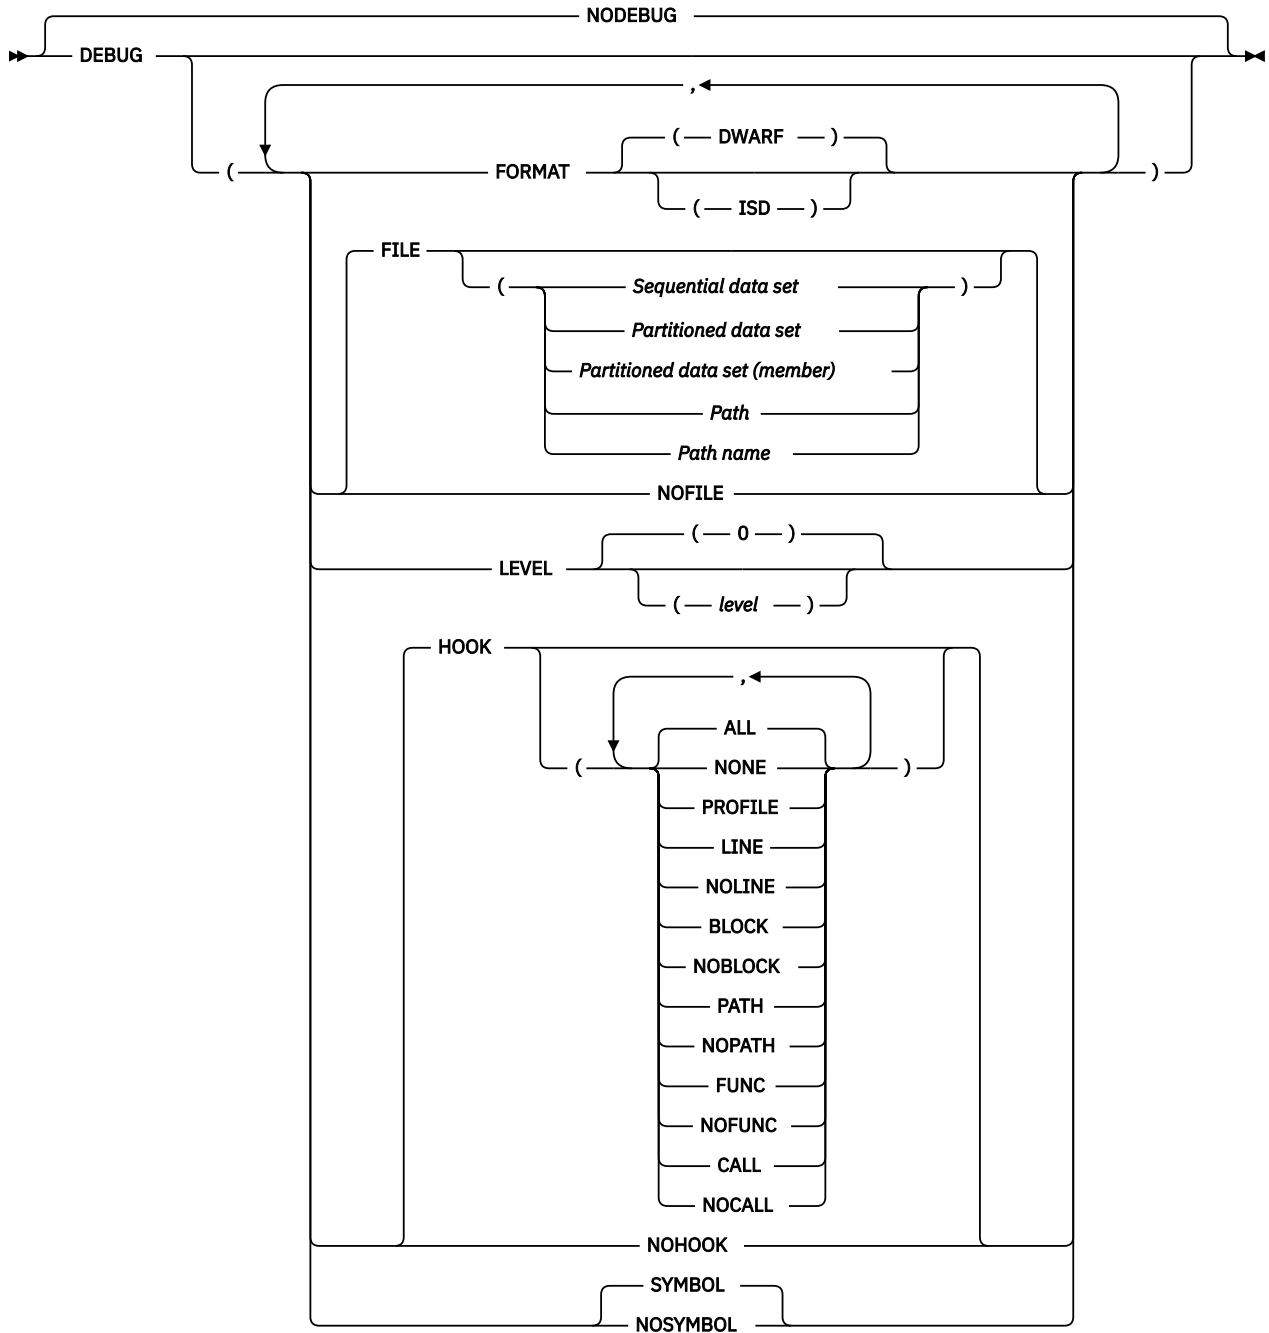 NODEBUG
DEBUG
,
( DWARF )
( FORMAT )
( ISD )
FILE
( Sequential data set )
Partitioned data set
Partitioned data set (member)
Path
Path name
NOFILE
( 0 )
LEVEL
( level )
HOOK
,
ALL
( NONE )
PROFILE
LINE
NOLINE
BLOCK
NOBLOCK
PATH
NOPATH
FUNC
NOFUNC
CALL
NOCALL
NOHOOK
SYMBOL
NOSYMBOL